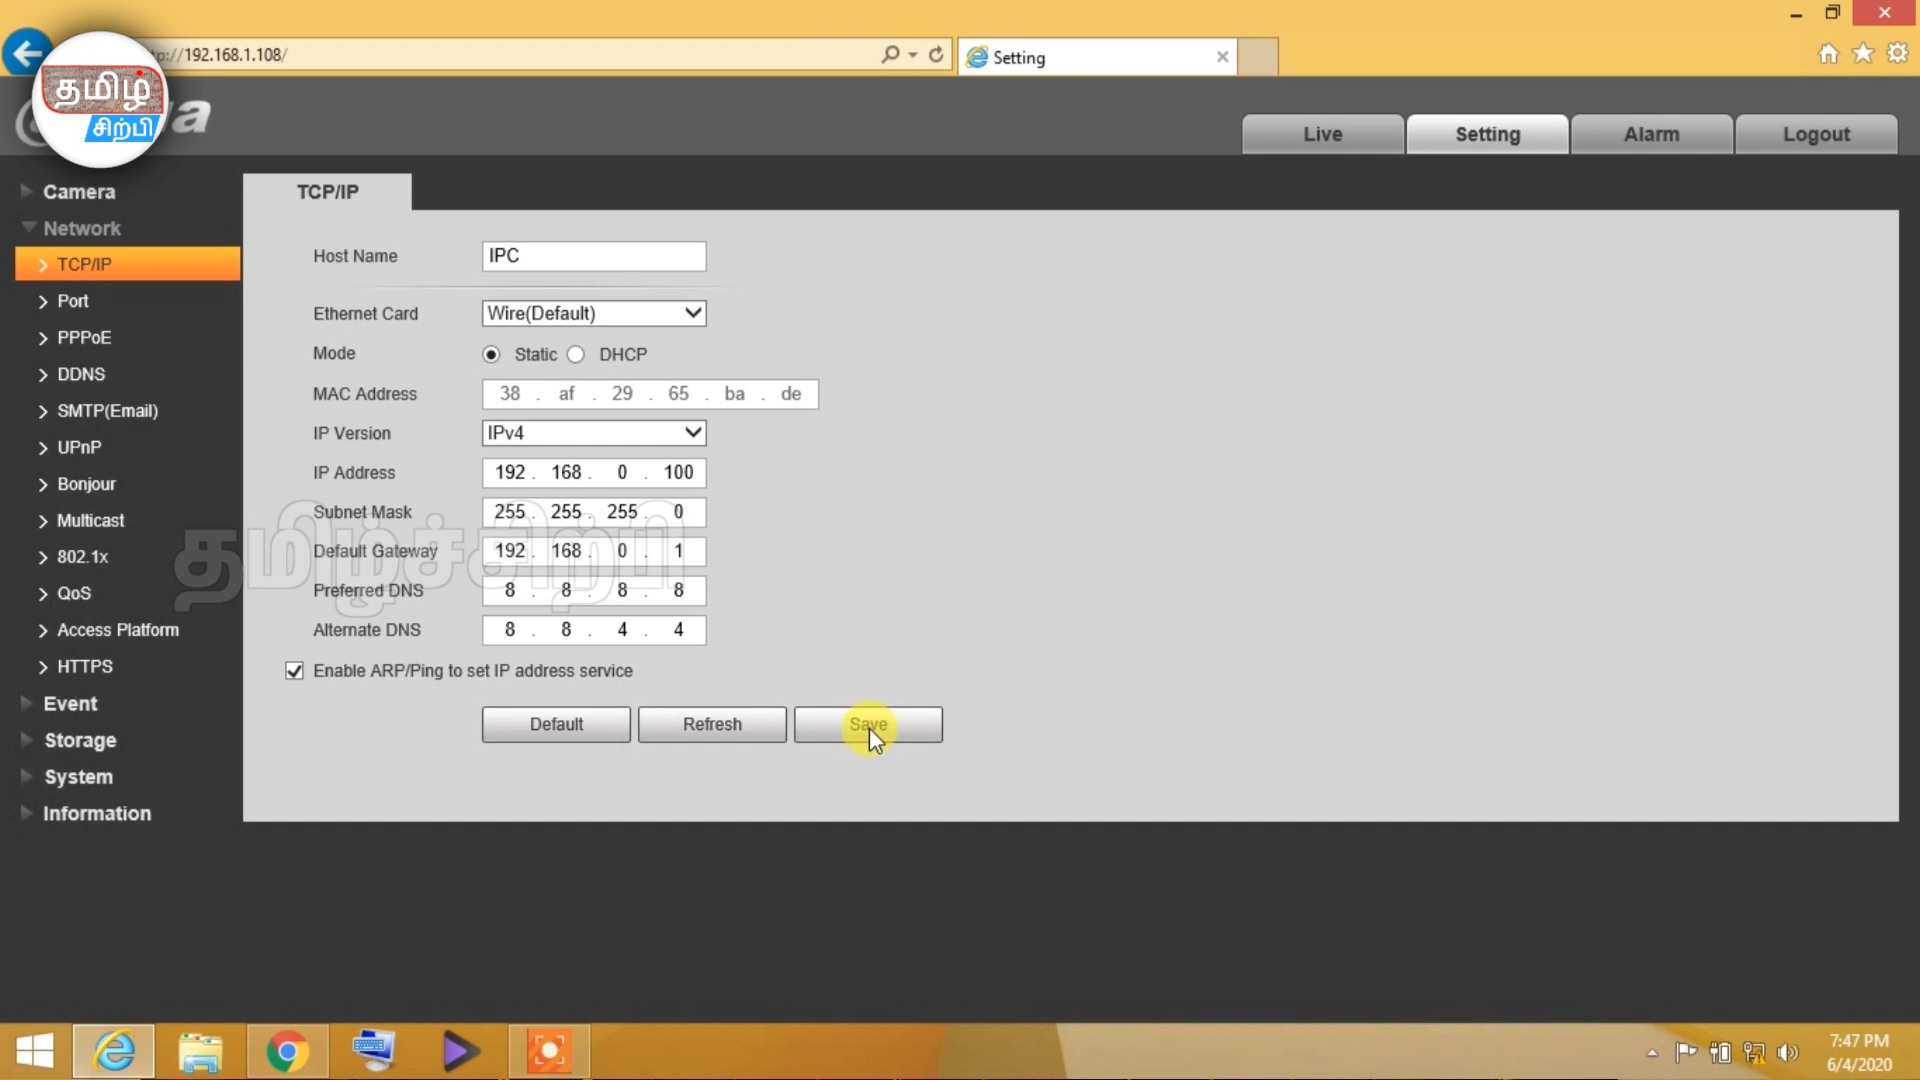 http://192.168.1.108/
Setting
தமிழ்
சிற்பி
a
Live
Setting
Alarm
Logout
Camera
Network
TCP/IP
Port
PPPoE
DDNS
SMTP(Email)
UPnP
Bonjour
Multicast
802.1x
QoS
Access Platform
HTTPS
Event
Storage
System
Information
TCP/IP
Host Name IPC
Ethernet Card Wire(Default)
Mode Static DHCP
MAC Address 38 . af . 29 . 65 . ba . de
IP Version IPv4
IP Address 192 . 168 . 0 . 100
Subnet Mask 255 . 255 . 255 . 0
Default Gateway 192 . 168 . 0 . 1
Preferred DNS 8 . 8 . 8 . 8
Alternate DNS 8 . 8 . 4 . 4
தமிழ்ச்சிற்பி
Enable ARP/Ping to set IP address service
Default Refresh Save
7:47 PM
6/4/2020